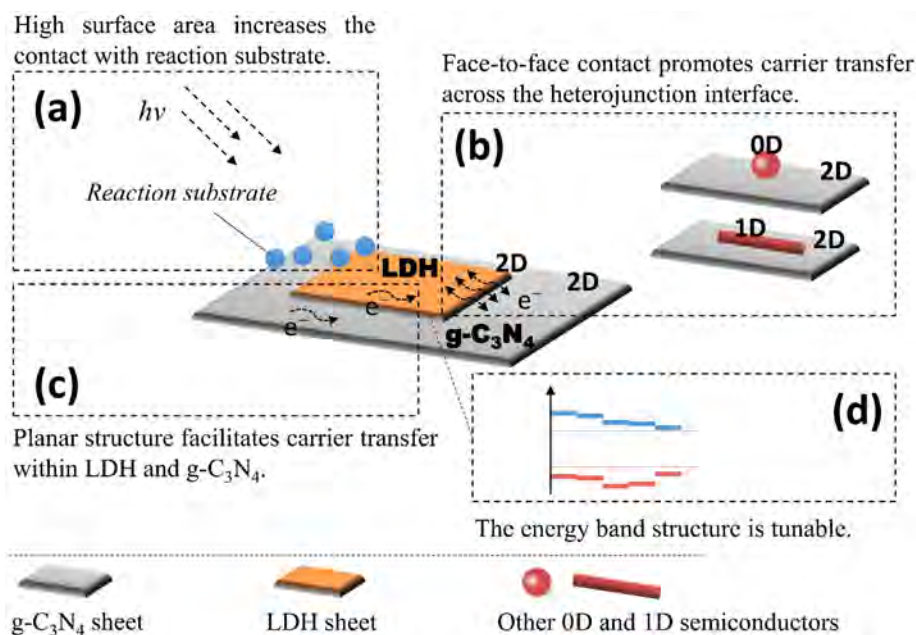 High surface area increases the
contact with reaction substrate.
(a)
hv
Reaction substrate
Face-to-face contact promotes carrier transfer
across the heterojunction interface.
(b)
0D
2D
1D
2D
LDH
2D
2D
e⁻
e⁻
e⁻
g-C₃N₄
(c)
Planar structure facilitates carrier transfer
within LDH and g-C₃N₄.
(d)
The energy band structure is tunable.
g-C₃N₄ sheet
LDH sheet
Other 0D and 1D semiconductors